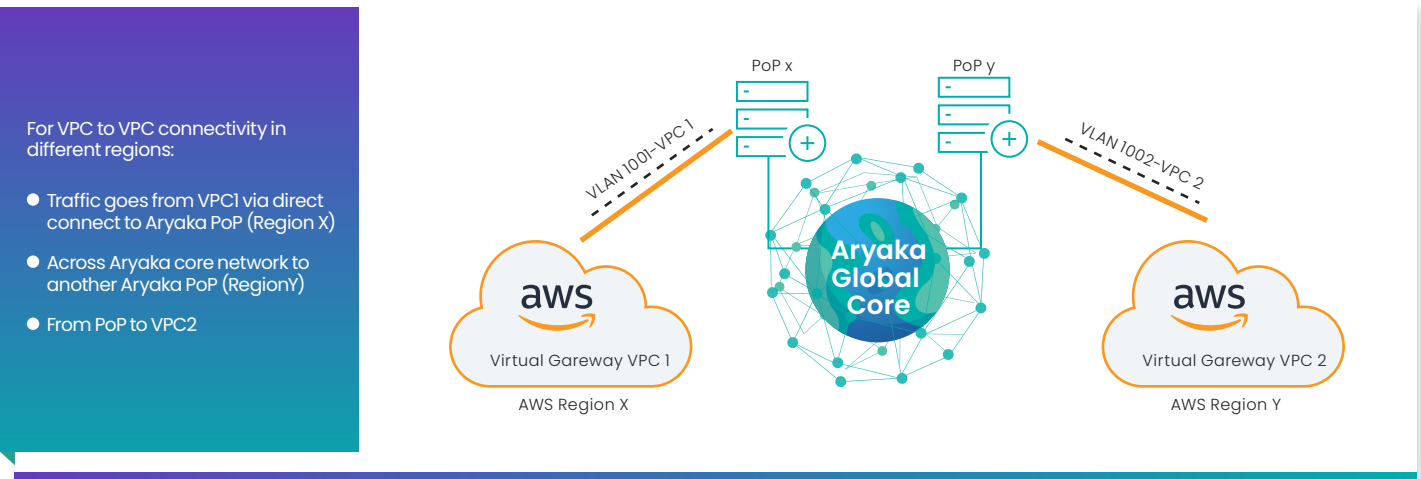 For VPC to VPC connectivity in
different regions:
Traffic goes from VPC1 via direct
connect to Aryaka PoP (Region X)
Across Aryaka core network to
another Aryaka PoP (RegionY)
From PoP to VPC2
PoP x
PoP y
VLAN 1001-VPC 1
VLAN 1002-VPC 2
Aryaka
Global
Core
aws
Virtual Gareway VPC 1
AWS Region X
aws
Virtual Gareway VPC 2
AWS Region Y